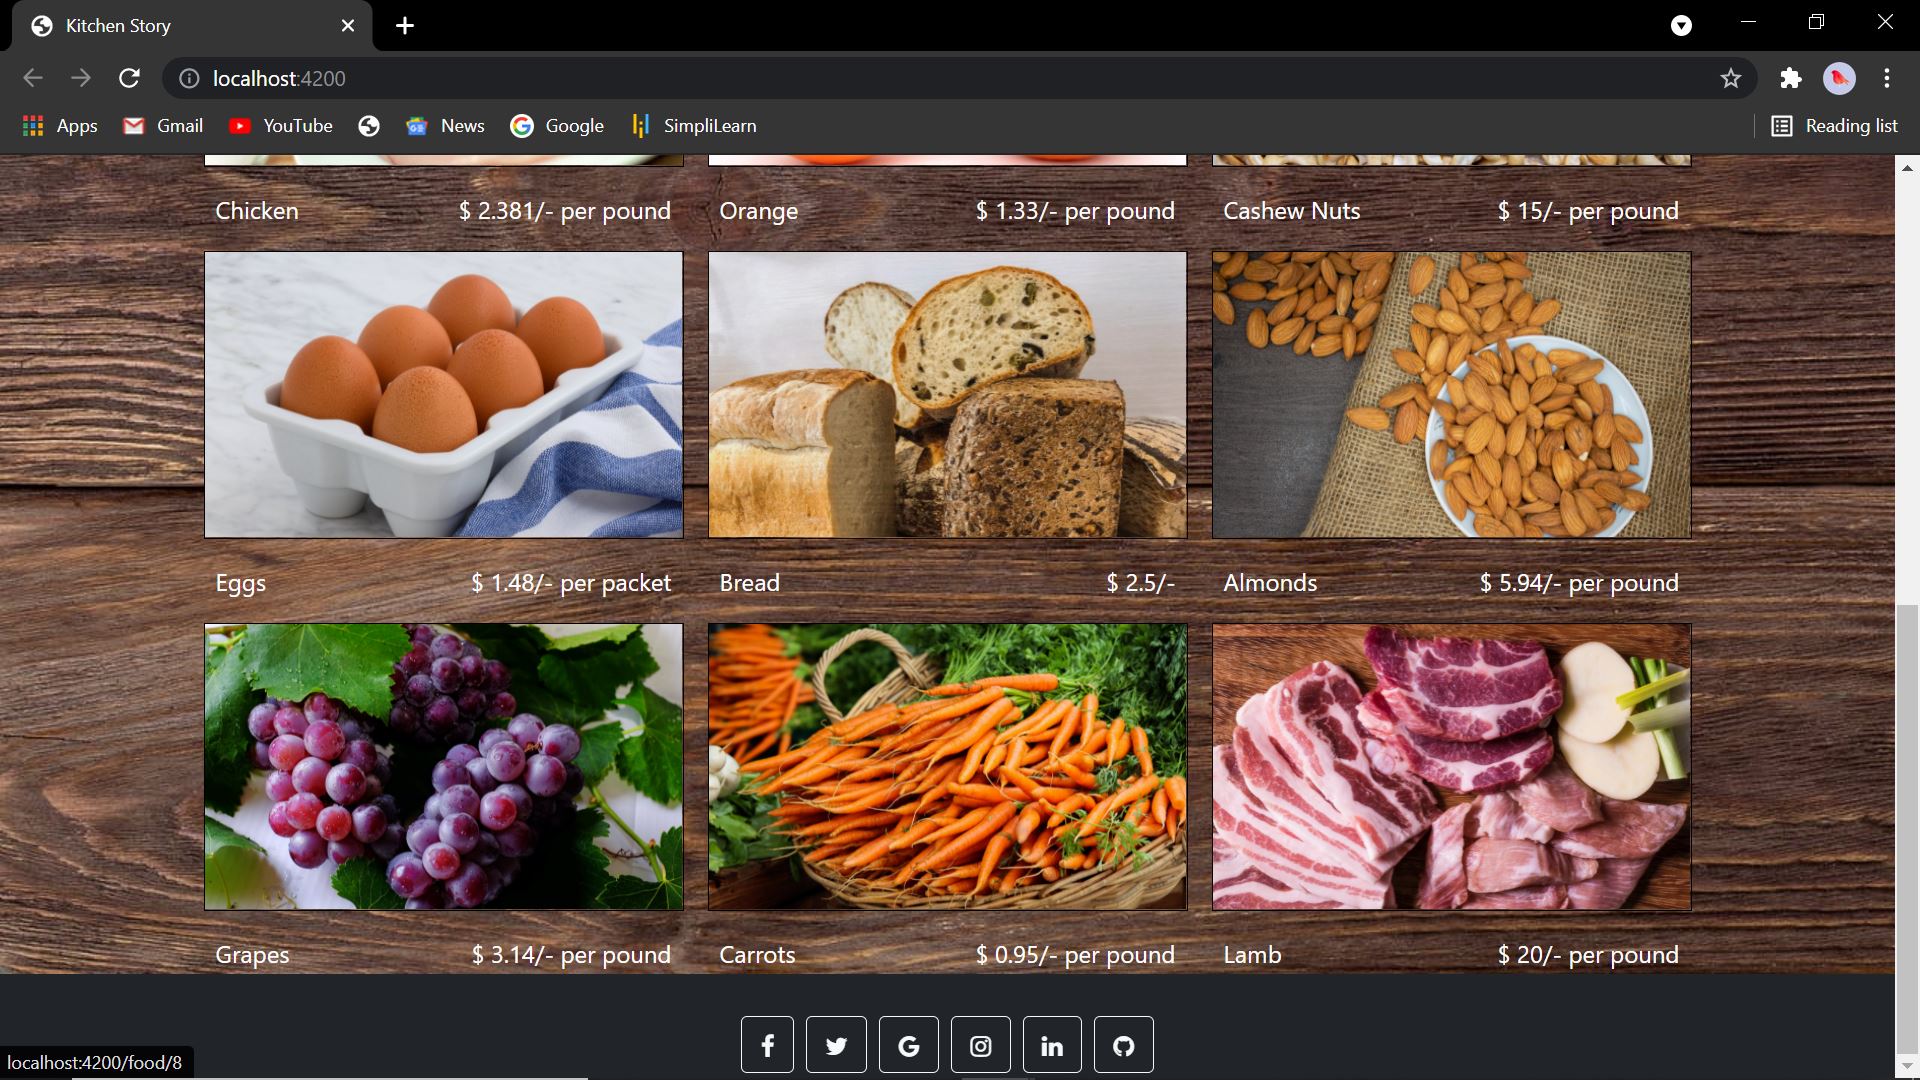 Kitchen Story
localhost:4200
Apps
Gmail
YouTube
News
Google
SimpliLearn
Reading list
Chicken $ 2.381/- per pound
Orange $ 1.33/- per pound
Cashew Nuts $ 15/- per pound
Eggs $ 1.48/- per packet
Bread $ 2.5/-
Almonds $ 5.94/- per pound
Grapes $ 3.14/- per pound
Carrots $ 0.95/- per pound
Lamb $ 20/- per pound
localhost:4200/food/8